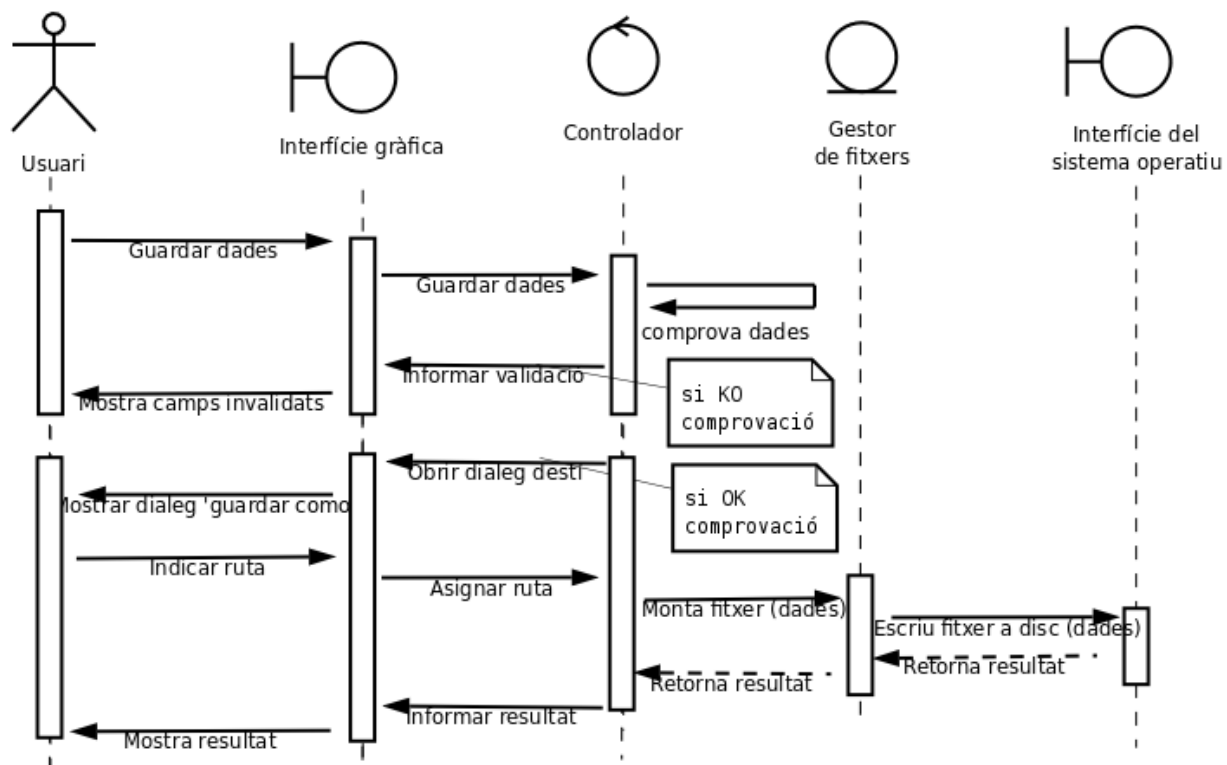 Usuari
Interfície gràfica
Controlador
Gestor
de fitxers
Interfície del
sistema operatiu
Guardar dades
Guardar dades
comprova dades
Informar validació
si KO
comprovació
Mostra camps invalidats
Obrir dialeg destí
si OK
comprovació
Mostrar dialeg 'guardar como
Indicar ruta
Asignar ruta
Monta fitxer (dades)
Escriu fitxer a disc (dades)
Retorna resultat
Retorna resultat
Informar resultat
Mostra resultat